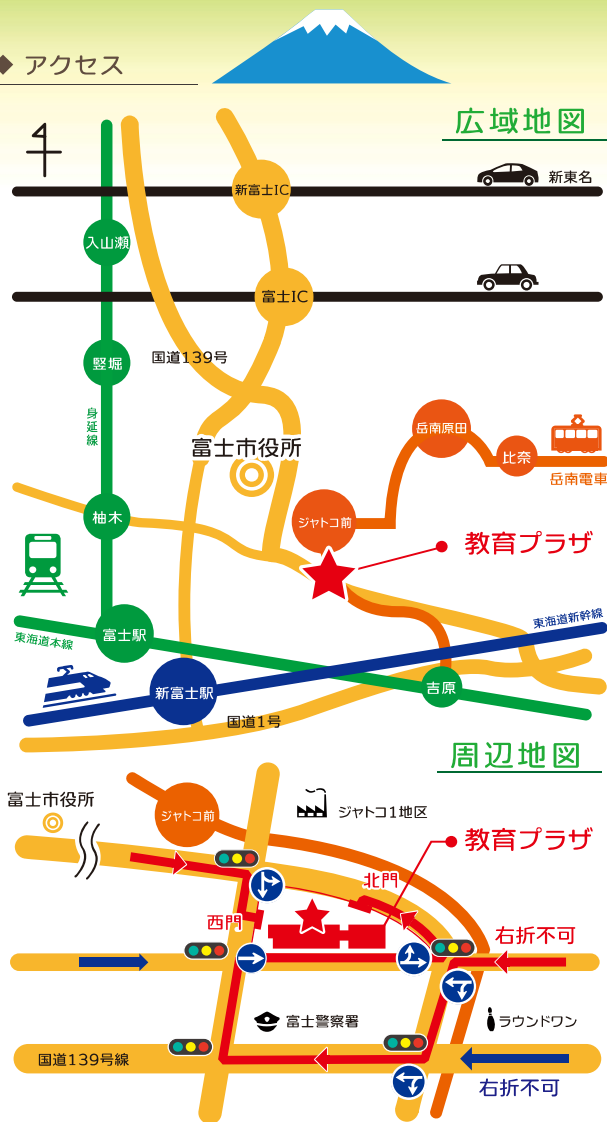 ◆ アクセス
広域地図
新東名
新富士IC
入山瀬
富士IC
国道139号
竪堀
身延線
岳南原田
富士市役所
比奈
岳南電車
柚木
ジャトコ前
教育プラザ
東海道新幹線
富士駅
東海道本線
新富士駅
吉原
国道1号
周辺地図
富士市役所
ジャトコ前
ジャトコ1地区
教育プラザ
北門
西門
右折不可
富士警察署
ラウンドワン
国道139号線
右折不可